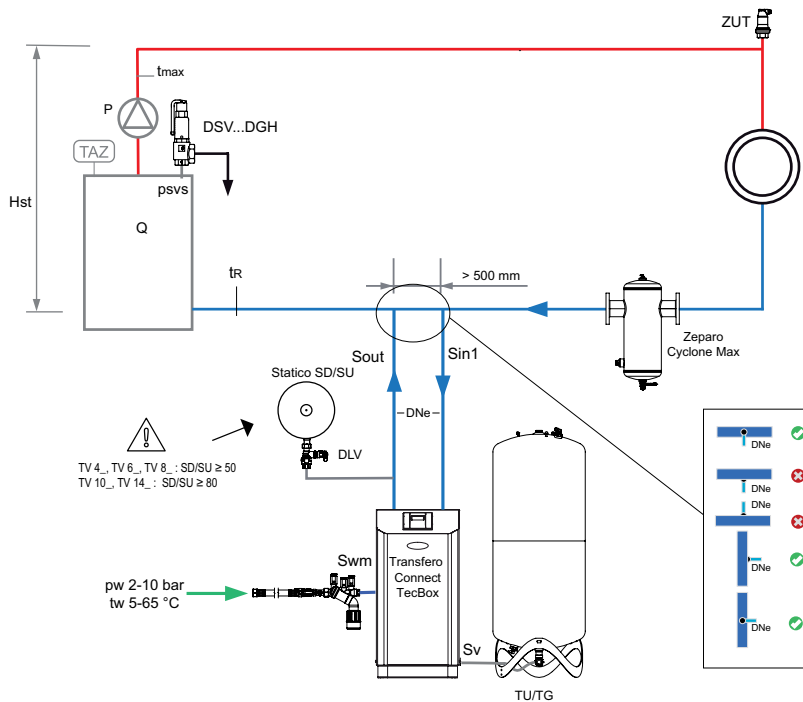 ZUT
tmax
P
DSV...DGH
TAZ
psvs
Hst
Q
> 500 mm
tR
Zeparo
Cyclone Max
Sout
Sin1
Statico SD/SU
DNe
DLV
TV 4_, TV 6_, TV 8_ : SD/SU ≥ 50
TV 10_, TV 14_ : SD/SU ≥ 80
DNe
DNe
DNe
DNe
DNe
Transfero
Connect
TecBox
Swm
pw 2-10 bar
tw 5-65 °C
Sv
TU/TG